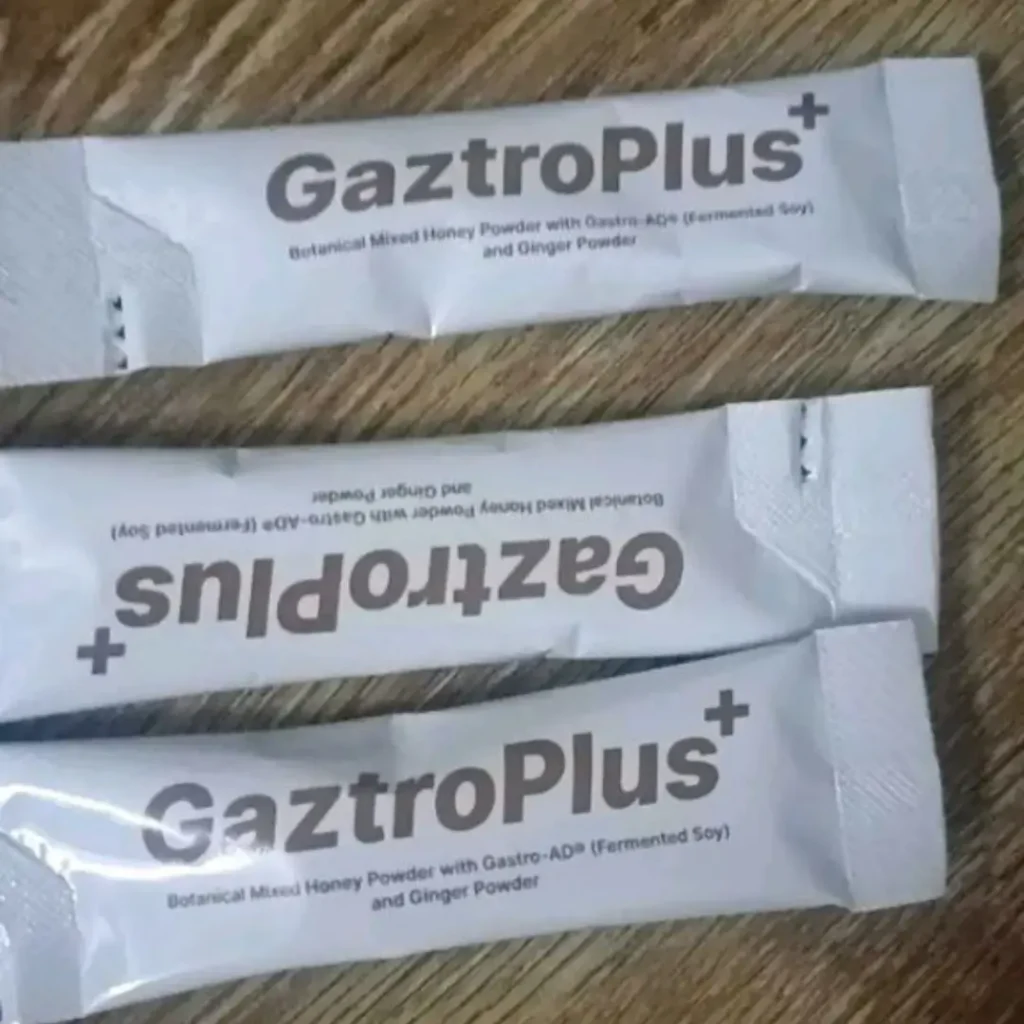 GaztroPlus+
Botanical Mixed Honey Powder with Gastro-AD® (Fermented Soy)
and Ginger Powder
GaztroPlus+
Botanical Mixed Honey Powder with Gastro-AD® (Fermented Soy)
and Ginger Powder
GaztroPlus+
Botanical Mixed Honey Powder with Gastro-AD® (Fermented Soy)
and Ginger Powder